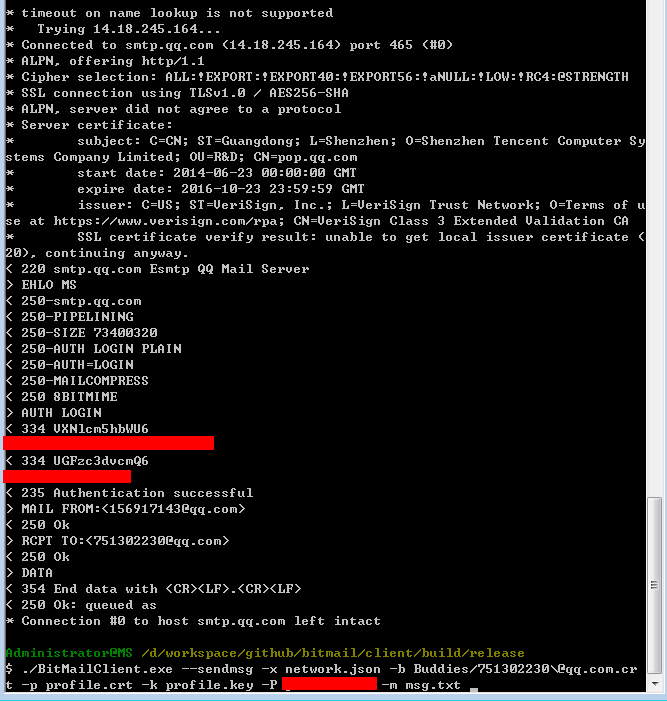 * timeout on name lookup is not supported
*   Trying 14.18.245.164...
* Connected to smtp.qq.com (14.18.245.164) port 465 (#0)
* ALPN, offering http/1.1
* Cipher selection: ALL:!EXPORT:!EXPORT40:!EXPORT56:!aNULL:!LOW:!RC4:@STRENGTH
* SSL connection using TLSv1.0 / AES256-SHA
* ALPN, server did not agree to a protocol
* Server certificate:
*        subject: C=CN; ST=Guangdong; L=Shenzhen; O=Shenzhen Tencent Computer Sy
stems Company Limited; OU=R&D; CN=pop.qq.com
*        start date: 2014-06-23 00:00:00 GMT
*        expire date: 2016-10-23 23:59:59 GMT
*        issuer: C=US; ST=VeriSign, Inc.; L=VeriSign Trust Network; O=Terms of u
se at https://www.verisign.com/rpa; CN=VeriSign Class 3 Extended Validation CA
*        SSL certificate verify result: unable to get local issuer certificate (
20), continuing anyway.
< 220 smtp.qq.com Esmtp QQ Mail Server
> EHLO MS
< 250-smtp.qq.com
< 250-PIPELINING
< 250-SIZE 73400320
< 250-AUTH LOGIN PLAIN
< 250-AUTH=LOGIN
< 250-MAILCOMPRESS
< 250 8BITMIME
> AUTH LOGIN
< 334 VXNlcm5hbWU6
< 334 UGFzc3dvcmQ6
< 235 Authentication successful
> MAIL FROM:<156917143@qq.com>
< 250 Ok
> RCPT TO:<751302230@qq.com>
< 250 Ok
> DATA
< 354 End data with <CR><LF>.<CR><LF>
< 250 Ok: queued as
* Connection #0 to host smtp.qq.com left intact
Administrator@MS /d/workspace/github/bitmail/client/build/release
$ ./BitMailClient.exe --sendmsg -x network.json -b Buddies/751302230\@qq.com.cr
t -p profile.crt -k profile.key -P -m msg.txt _